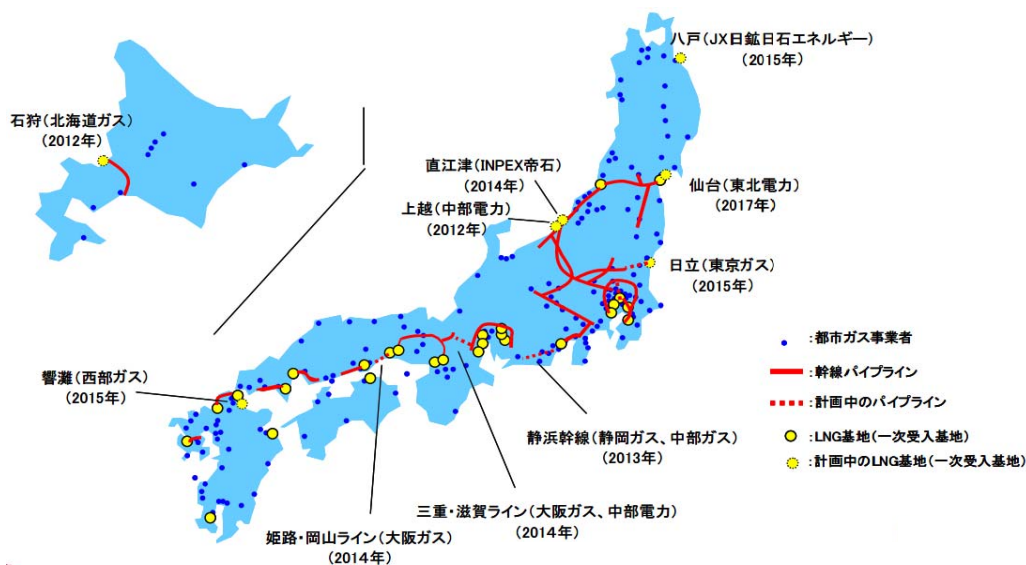 八戸(JX日鉱日石エネルギー)
(2015年)
石狩(北海道ガス)
(2012年)
直江津(INPEX帝石)
(2014年)
上越(中部電力)
(2012年)
仙台(東北電力)
(2017年)
日立(東京ガス)
(2015年)
:都市ガス事業者
:幹線パイプライン
:計画中のパイプライン
:LNG基地(一次受入基地)
:計画中のLNG基地(一次受入基地)
響灘(西部ガス)
(2015年)
静浜幹線(静岡ガス、中部ガス)
(2013年)
三重・滋賀ライン(大阪ガス、中部電力)
(2014年)
姫路・岡山ライン(大阪ガス)
(2014年)